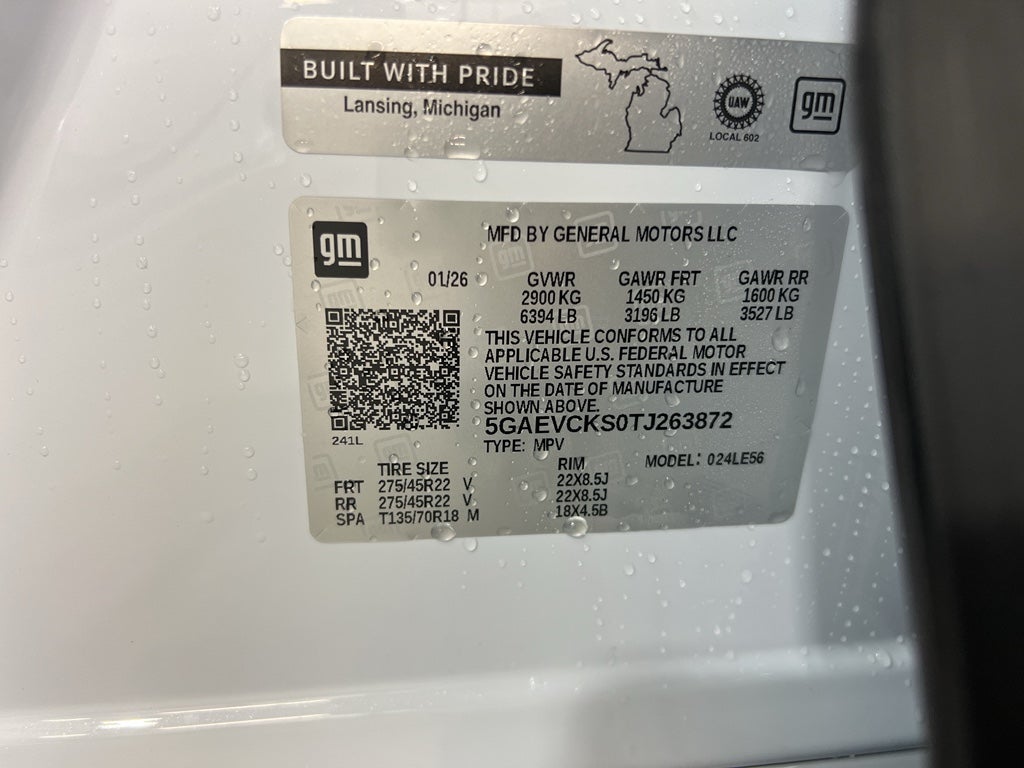 BUILT WITH PRIDE
Lansing, Michigan
UAW
LOCAL 602
gm
gm
MFD BY GENERAL MOTORS LLC
01/26
GVWR GAWR FRT GAWR RR
2900 KG 1450 KG 1600 KG
6394 LB 3196 LB 3527 LB
THIS VEHICLE CONFORMS TO ALL
APPLICABLE U.S. FEDERAL MOTOR
VEHICLE SAFETY STANDARDS IN EFFECT
ON THE DATE OF MANUFACTURE
SHOWN ABOVE.
5GAEVCKS0TJ263872
241L
TYPE: MPV
MODEL: 024LE56
TIRE SIZE RIM
FRT 275/45R22 V 22X8.5J
RR 275/45R22 V 22X8.5J
SPA T135/70R18 M 18X4.5B